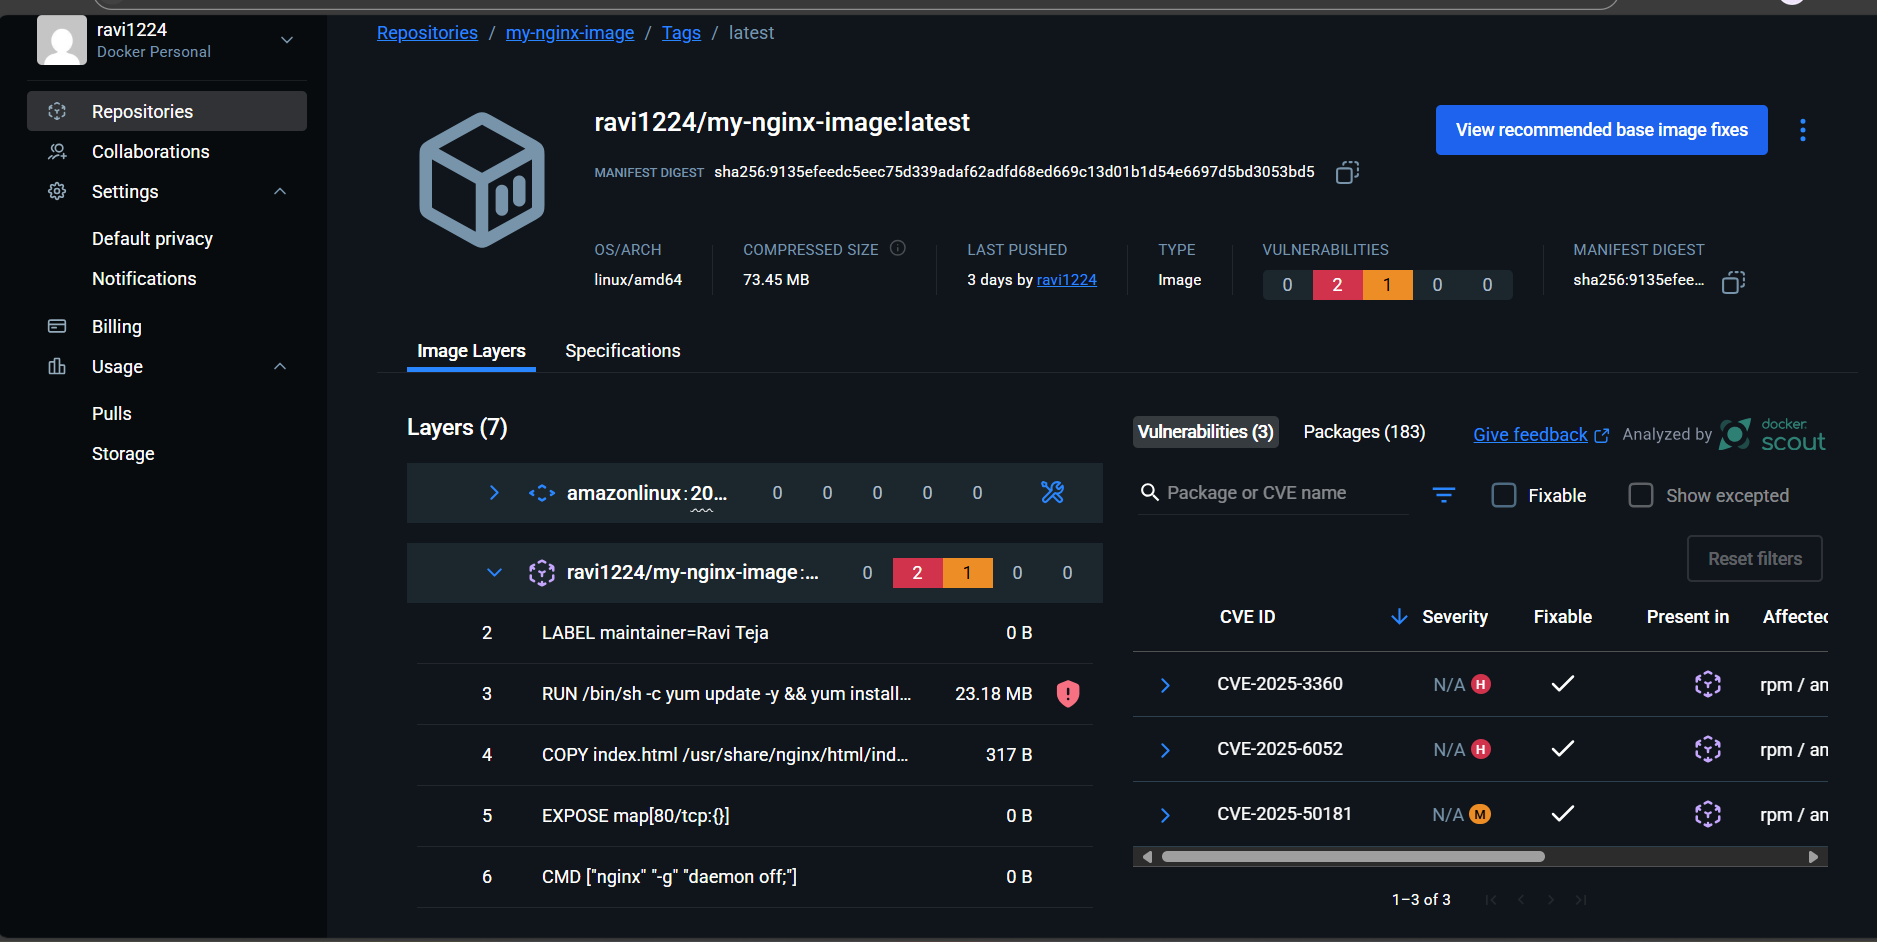 ravi1224
Docker Personal
Repositories
Collaborations
Settings
Default privacy
Notifications
Billing
Usage
Pulls
Storage
Repositories / my-nginx-image / Tags / latest
ravi1224/my-nginx-image:latest
View recommended base image fixes
MANIFEST DIGEST sha256:9135efeedc5eec75d339adaf62adfd68ed669c13d01b1d54e6697d5bd3053bd5
OS/ARCH COMPRESSED SIZE LAST PUSHED TYPE VULNERABILITIES MANIFEST DIGEST
linux/amd64 73.45 MB 3 days by ravi1224 Image 0 2 1 0 0 sha256:9135efee...
Image Layers Specifications
Layers (7)
amazonlinux:20... 0 0 0 0 0
ravi1224/my-nginx-image:... 0 2 1 0 0
2 LABEL maintainer=Ravi Teja 0 B
3 RUN /bin/sh -c yum update -y && yum install... 23.18 MB
4 COPY index.html /usr/share/nginx/html/ind... 317 B
5 EXPOSE map[80/tcp:{}] 0 B
6 CMD ["nginx" "-g" "daemon off;"] 0 B
Vulnerabilities (3) Packages (183) Give feedback Analyzed by docker scout
Package or CVE name Fixable Show excepted
Reset filters
CVE ID Severity Fixable Present in Affected
CVE-2025-3360 N/A H rpm / an
CVE-2025-6052 N/A H rpm / an
CVE-2025-50181 N/A M rpm / an
1–3 of 3